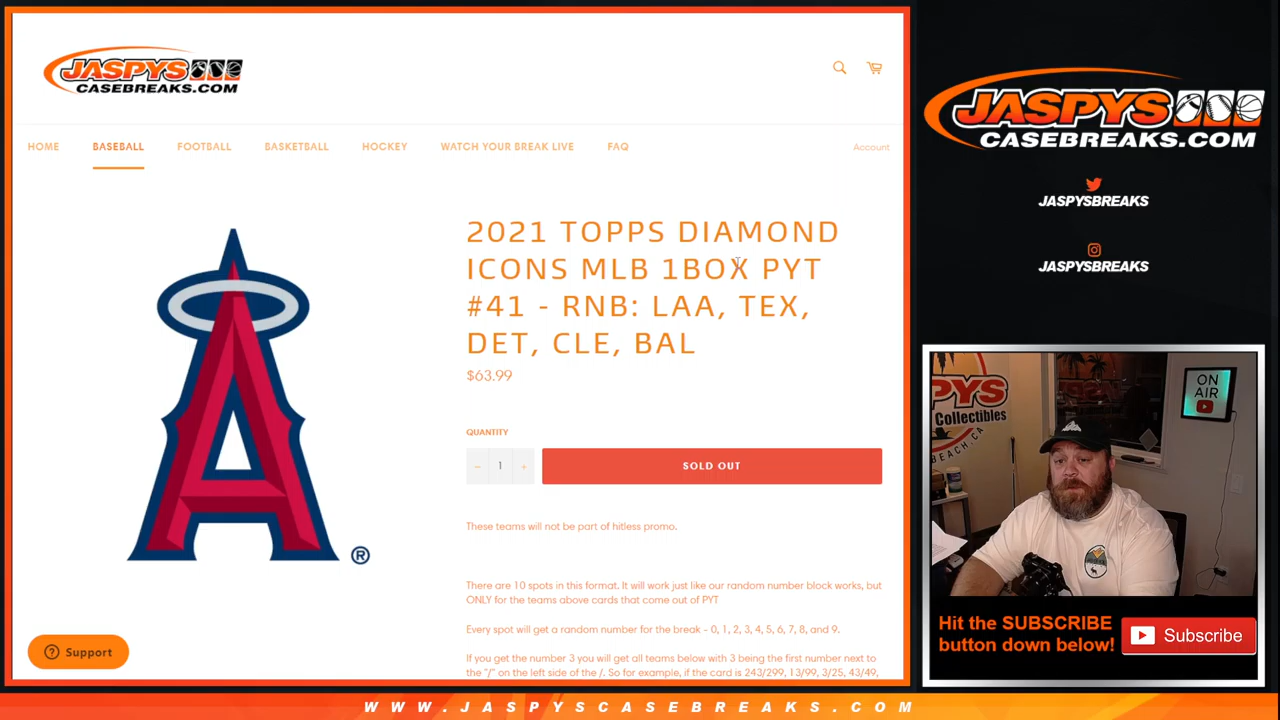 JASPYS
CASEBREAKS.COM
HOME
BASEBALL
FOOTBALL
BASKETBALL
HOCKEY
WATCH YOUR BREAK LIVE
FAQ
Account
2021 TOPPS DIAMOND
ICONS MLB 1BOX PYT
#41 - RNB: LAA, TEX,
DET, CLE, BAL
$63.99
QUANTITY
− 1 +
SOLD OUT
These teams will not be part of hitless promo.
There are 10 spots in this format. It will work just like our random number block works, but
ONLY for the teams above cards that come out of PYT
Every spot will get a random number for the break - 0, 1, 2, 3, 4, 5, 6, 7, 8, and 9.
If you get the number 3 you will get all teams below with 3 being the first number next to
the "/" on the left side of the /. So for example, if the card is 243/299, 13/99, 3/25, 43/49,
A
®
? Support
JASPYS
CASEBREAKS.COM
JASPYSBREAKS
JASPYSBREAKS
PYS
Collectibles
BEACH, CA
ON
AIR
Hit the SUBSCRIBE
button down below!
Subscribe
WWW.JASPYSCASEBREAKS.COM